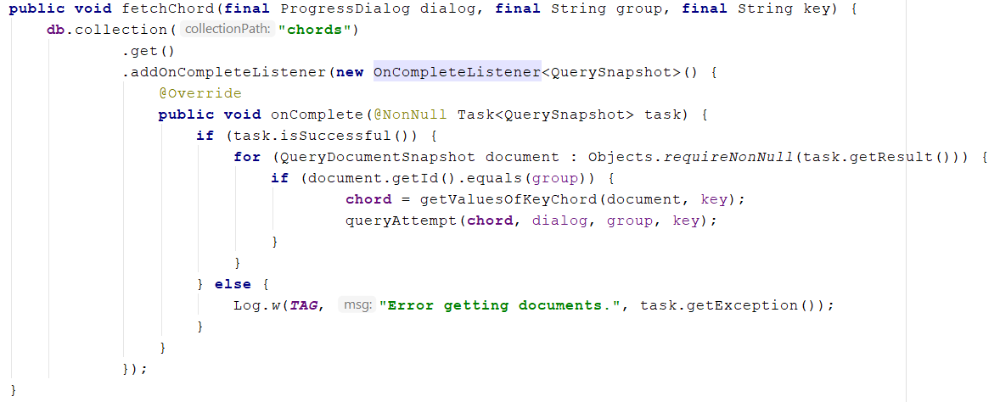 public void fetchChord(final ProgressDialog dialog, final String group, final String key) {
    db.collection( collectionPath: "chords")
            .get()
            .addOnCompleteListener(new OnCompleteListener<QuerySnapshot>() {
                @Override
                public void onComplete(@NonNull Task<QuerySnapshot> task) {
                    if (task.isSuccessful()) {
                        for (QueryDocumentSnapshot document : Objects.requireNonNull(task.getResult())) {
                            if (document.getId().equals(group)) {
                                    chord = getValuesOfKeyChord(document, key);
                                    queryAttempt(chord, dialog, group, key);
                            }
                        }
                    } else {
                        Log.w(TAG, msg: "Error getting documents.", task.getException());
                    }
                }
            });
}